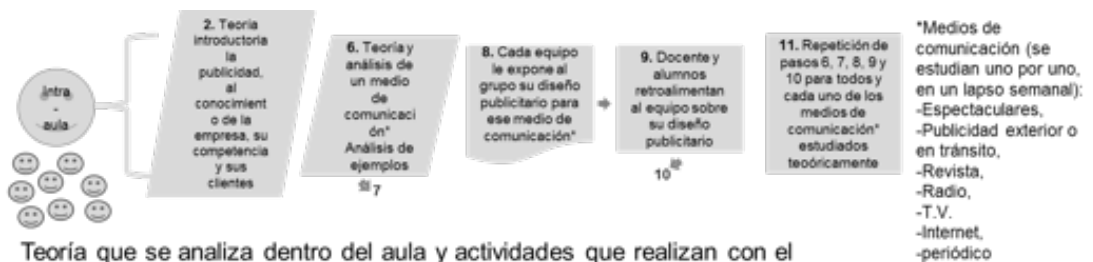 Intra
-
aula
2. Teoría
introductoria
la
publicidad,
al
conocimient
o de la
empresa, su
competencia
y sus
clientes
6. Teoría y
análisis de
un medio
de
comunicaci
ón*
Análisis de
ejemplos
7
8. Cada equipo
le expone al
grupo su diseño
publicitario para
ese medio de
comunicación*
9. Docente y
alumnos
retroalimentan
al equipo sobre
su diseño
publicitario
10
11. Repetición de
pasos 6, 7, 8, 9 y
10 para todos y
cada uno de los
medios de
comunicación*
estudiados
teoóricamente
*Medios de
comunicación (se
estudian uno por uno,
en un lapso semanal):
-Espectaculares,
-Publicidad exterior o
en tránsito,
-Revista,
-Radio,
-T.V.
-Internet,
-periódico
Teoría que se analiza dentro del aula y actividades que realizan con el